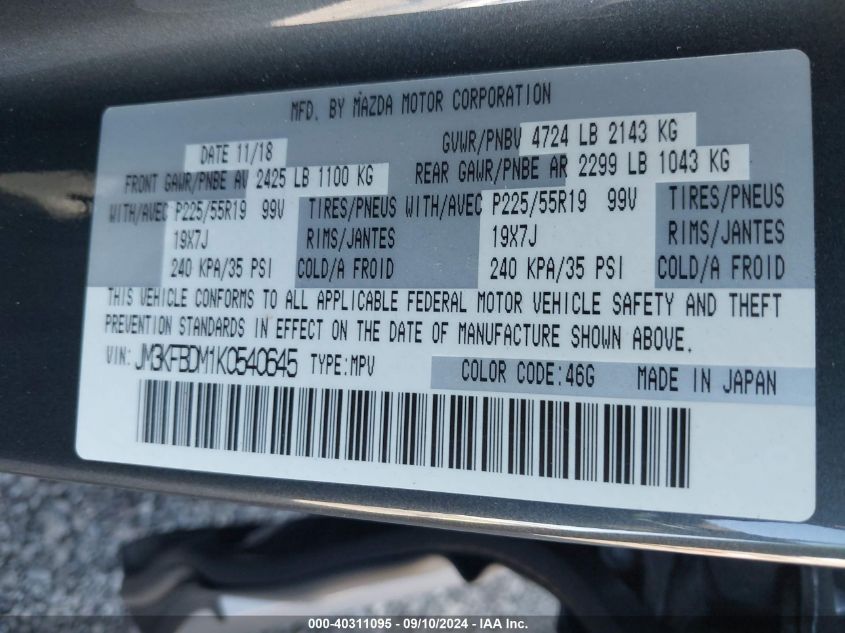 MFD. BY MAZDA MOTOR CORPORATION
DATE 11/18 GVWR/PNBV 4724 LB 2143 KG
FRONT GAWR/PNBE AV 2425 LB 1100 KG REAR GAWR/PNBE AR 2299 LB 1043 KG
WITH/AVEC P225/55R19 99V TIRES/PNEUS WITH/AVEC P225/55R19 99V TIRES/PNEUS
19X7J RIMS/JANTES 19X7J RIMS/JANTES
240 KPA/35 PSI COLD/A FROID 240 KPA/35 PSI COLD/A FROID
THIS VEHICLE CONFORMS TO ALL APPLICABLE FEDERAL MOTOR VEHICLE SAFETY AND THEFT
PREVENTION STANDARDS IN EFFECT ON THE DATE OF MANUFACTURE SHOWN ABOVE.
VIN: JM3KFBDM1K0540645 TYPE:MPV COLOR CODE:46G MADE IN JAPAN
000-40311095 - 09/10/2024 - IAA Inc.